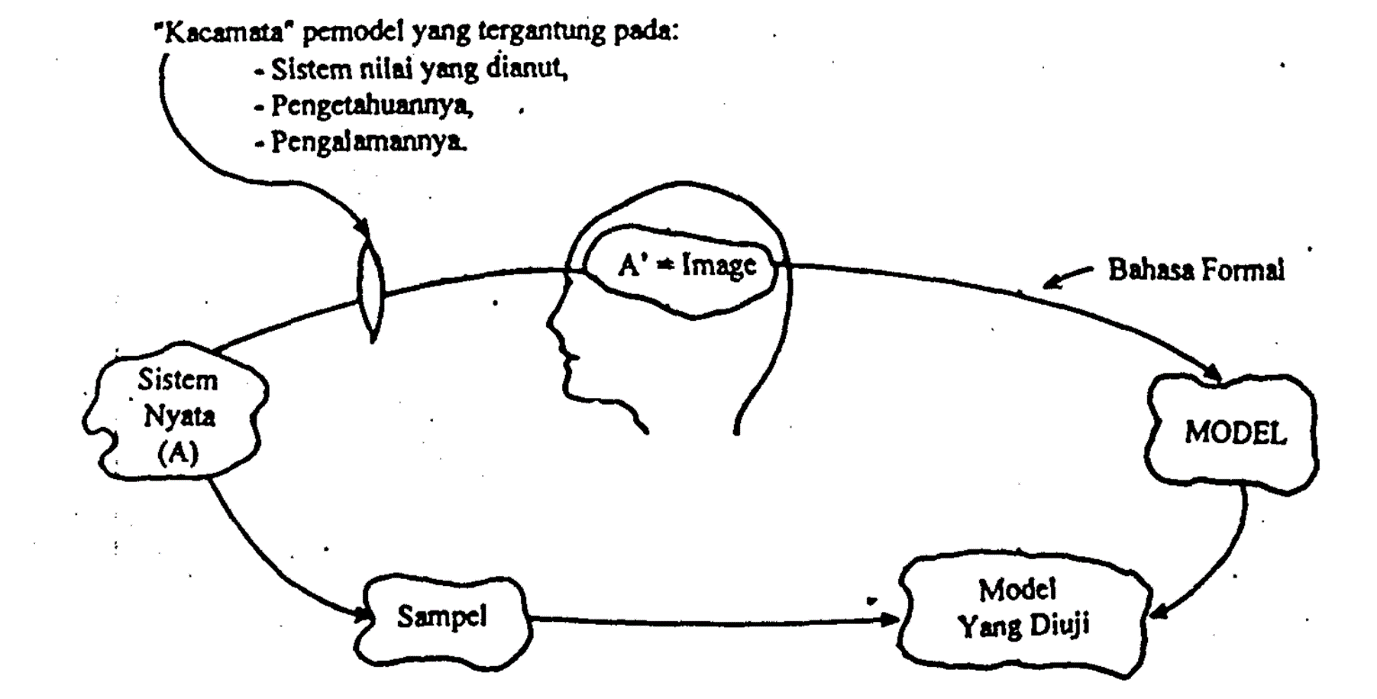 "Kacamata" pemodel yang tergantung pada:
- Sistem nilai yang dianut,
- Pengetahuannya,
- Pengalamannya.
A' = Image
Bahasa Formal
Sistem
Nyata
(A)
MODEL
Sampel
Model
Yang Diuji